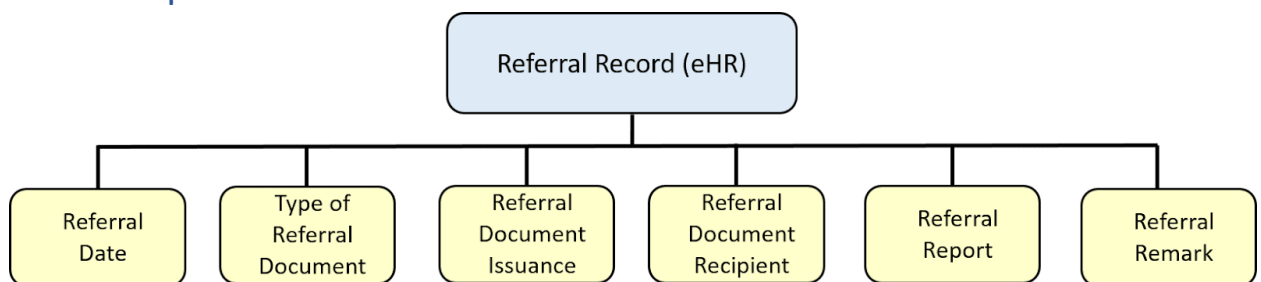 Referral Record (eHR)
Referral
Date
Type of
Referral
Document
Referral
Document
Issuance
Referral
Document
Recipient
Referral
Report
Referral
Remark